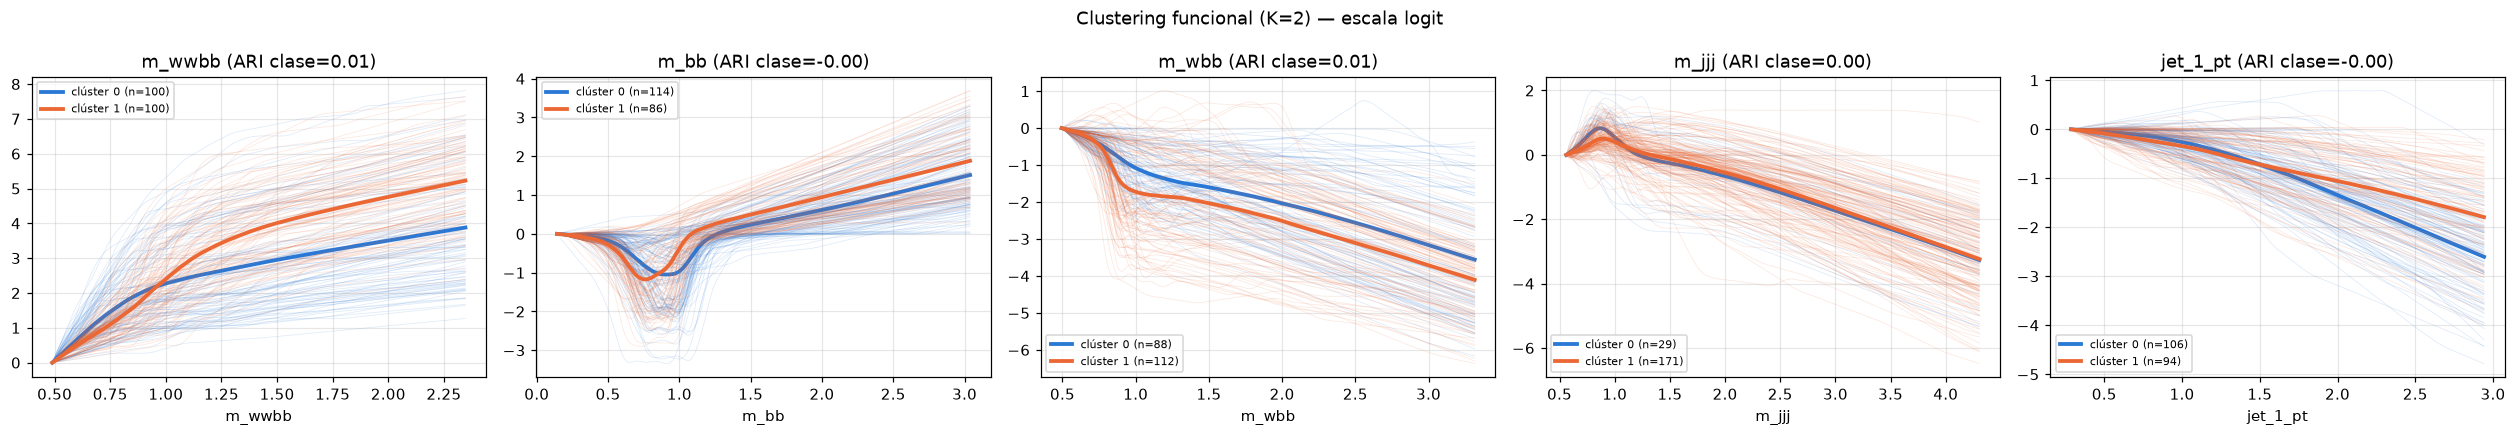 Clustering funcional (K=2) — escala logit
m_wwbb (ARI clase=0.01)
8
7
6
5
4
3
2
1
0
clúster 0 (n=100)
clúster 1 (n=100)
0.50 0.75 1.00 1.25 1.50 1.75 2.00 2.25
m_wwbb
m_bb (ARI clase=-0.00)
4
3
2
1
0
−1
−2
−3
clúster 0 (n=114)
clúster 1 (n=86)
0.0 0.5 1.0 1.5 2.0 2.5 3.0
m_bb
m_wbb (ARI clase=0.01)
1
0
−1
−2
−3
−4
−5
−6
clúster 0 (n=88)
clúster 1 (n=112)
0.5 1.0 1.5 2.0 2.5 3.0
m_wbb
m_jjj (ARI clase=0.00)
2
0
−2
−4
−6
clúster 0 (n=29)
clúster 1 (n=171)
0.5 1.0 1.5 2.0 2.5 3.0 3.5 4.0
m_jjj
jet_1_pt (ARI clase=-0.00)
1
0
−1
−2
−3
−4
−5
clúster 0 (n=106)
clúster 1 (n=94)
0.5 1.0 1.5 2.0 2.5 3.0
jet_1_pt